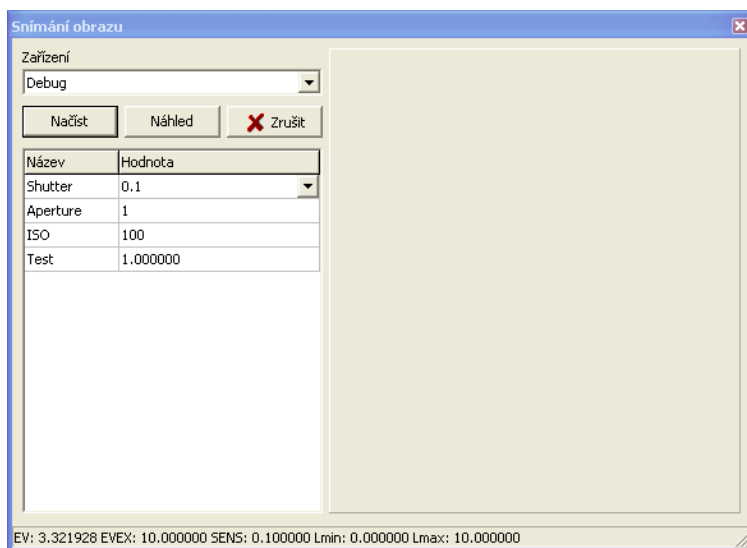 Snímání obrazu
Zařízení
Debug
Načíst Náhled Zrušit
Název Hodnota
Shutter 0.1
Aperture 1
ISO 100
Test 1.000000
EV: 3.321928 EVEX: 10.000000 SENS: 0.100000 Lmin: 0.000000 Lmax: 10.000000